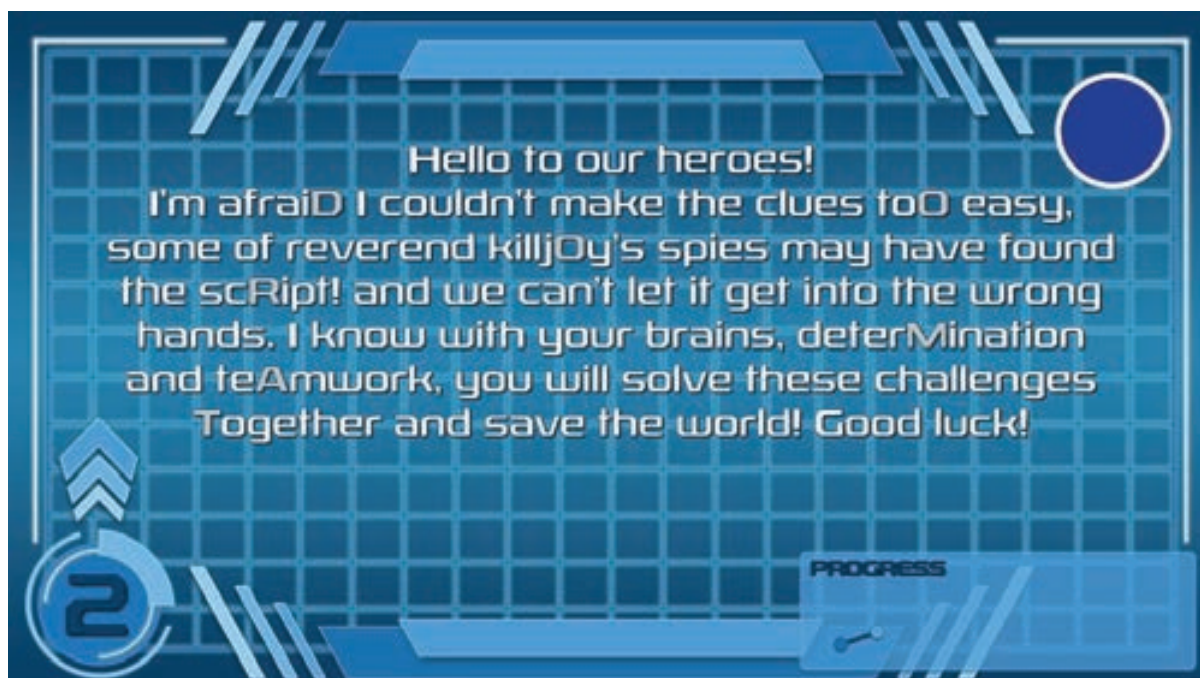 Hello to our heroes!
I'm afraiD I couldn't make the clues toO easy,
some of reverend killjOy's spies may have found
the scRipt! and we can't let it get into the wrong
hands. I know with your brains, deterMination
and teAmwork, you will solve these challenges
Together and save the world! Good luck!
2
PROGRESS